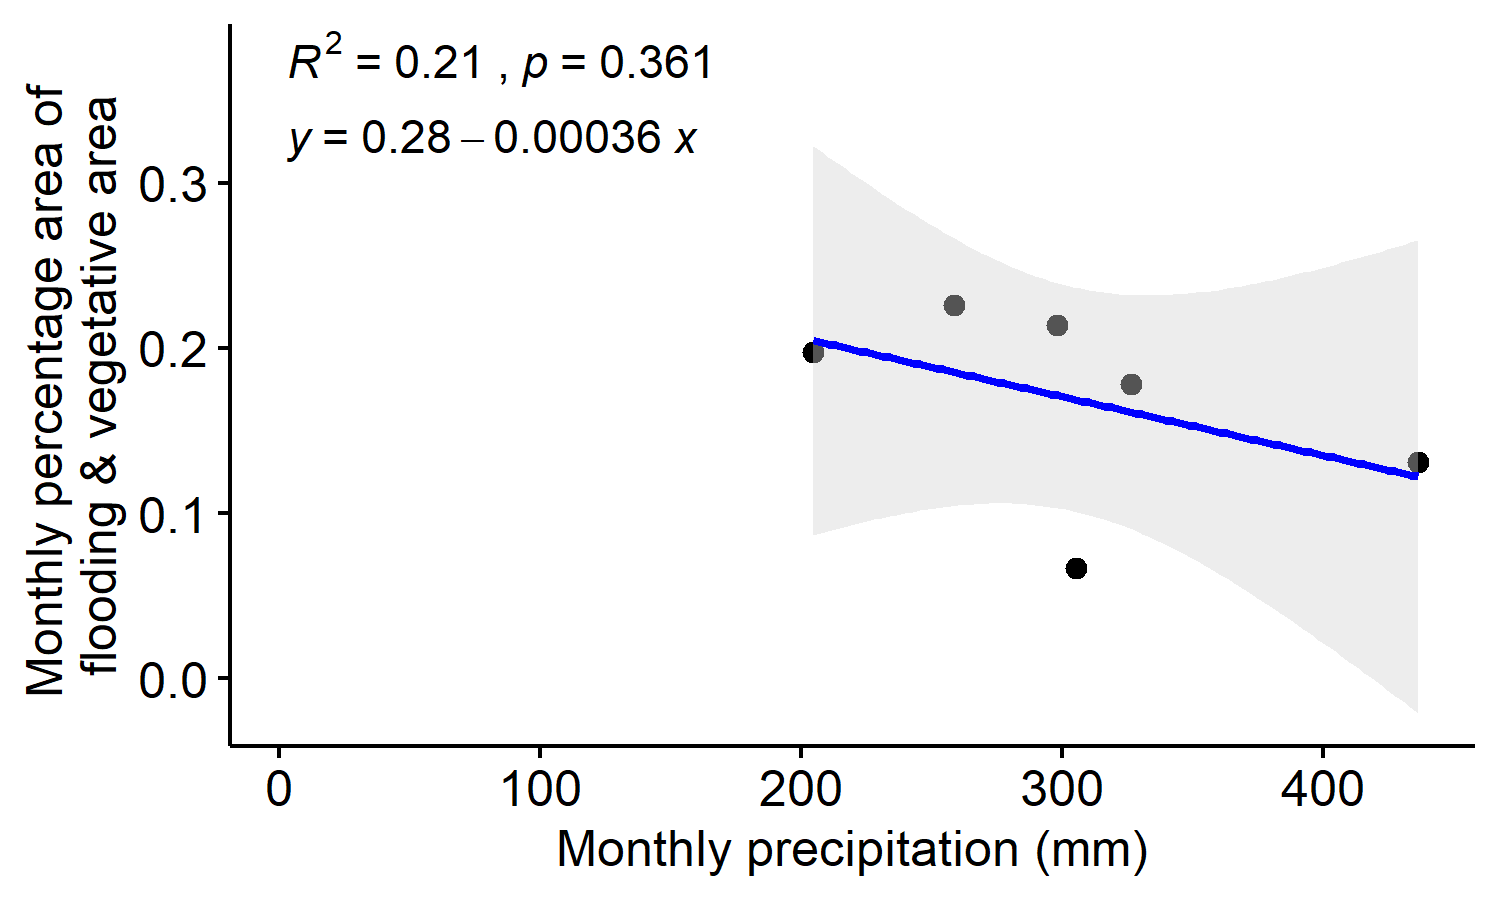 R² = 0.21 , p = 0.361
y = 0.28 – 0.00036 x
Monthly percentage area of
flooding & vegetative area
0.3
0.2
0.1
0.0
0 100 200 300 400
Monthly precipitation (mm)